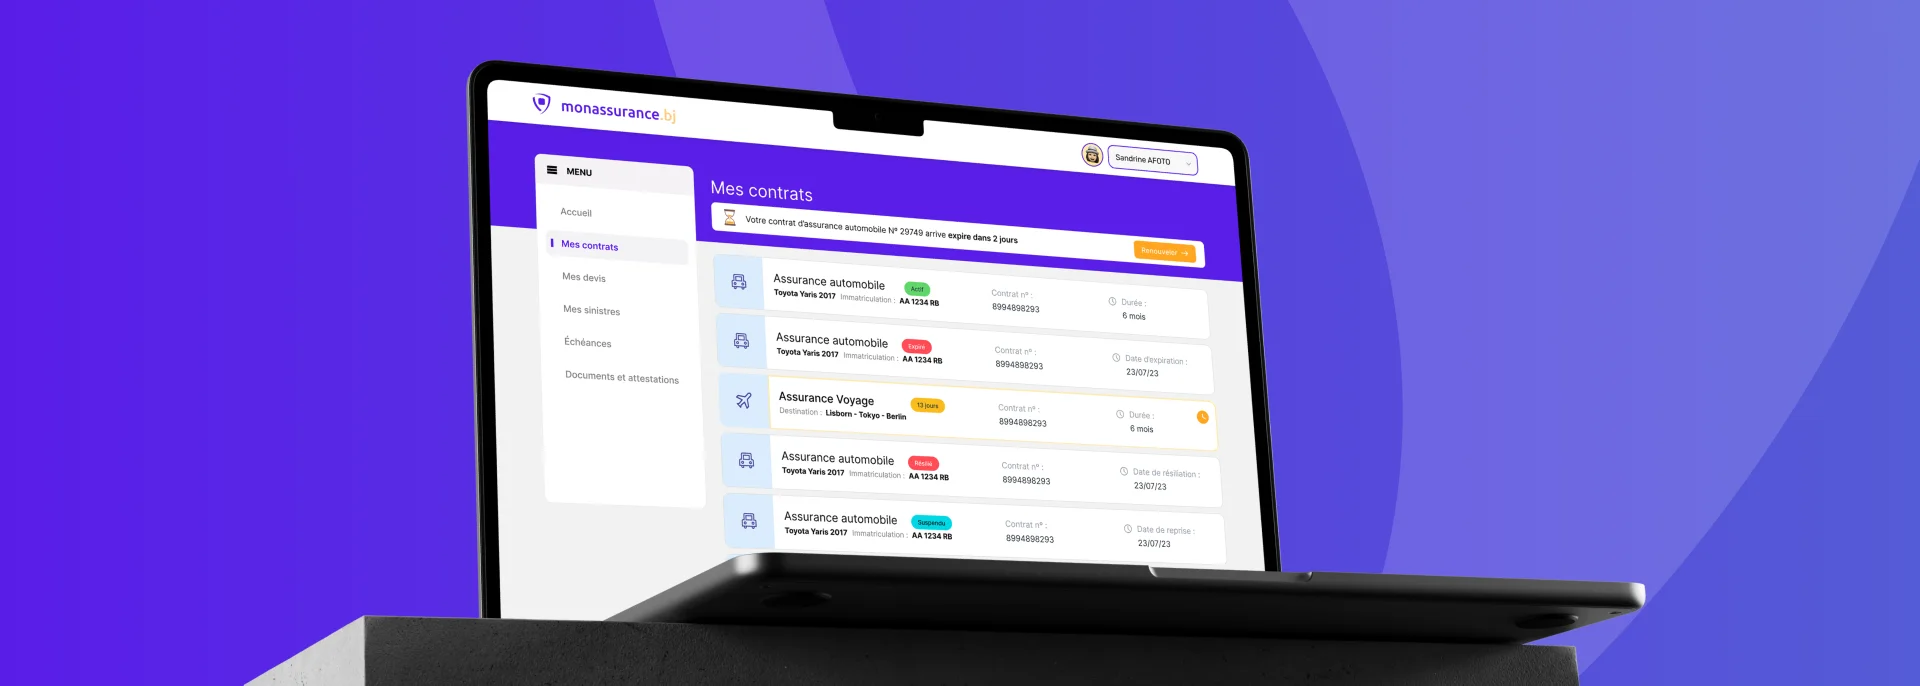 monassurance.bj
Sandrine AFOTO
MENU
Accueil
Mes contrats
Mes devis
Mes sinistres
Échéances
Documents et attestations
Mes contrats
Votre contrat d'assurance automobile N° 29749 arrive expire dans 2 jours
Renouveler →
Assurance automobile Actif
Toyota Yaris 2017 Immatriculation : AA 1234 RB
Contrat n° :
8994898293
Durée :
6 mois
Assurance automobile Expiré
Toyota Yaris 2017 Immatriculation : AA 1234 RB
Contrat n° :
8994898293
Date d'expiration :
23/07/23
Assurance Voyage 13 jours
Destination : Lisborn - Tokyo - Berlin
Contrat n° :
8994898293
Durée :
6 mois
Assurance automobile Résilié
Toyota Yaris 2017 Immatriculation : AA 1234 RB
Contrat n° :
8994898293
Date de résiliation :
23/07/23
Assurance automobile Suspendu
Toyota Yaris 2017 Immatriculation : AA 1234 RB
Contrat n° :
8994898293
Date de reprise :
23/07/23